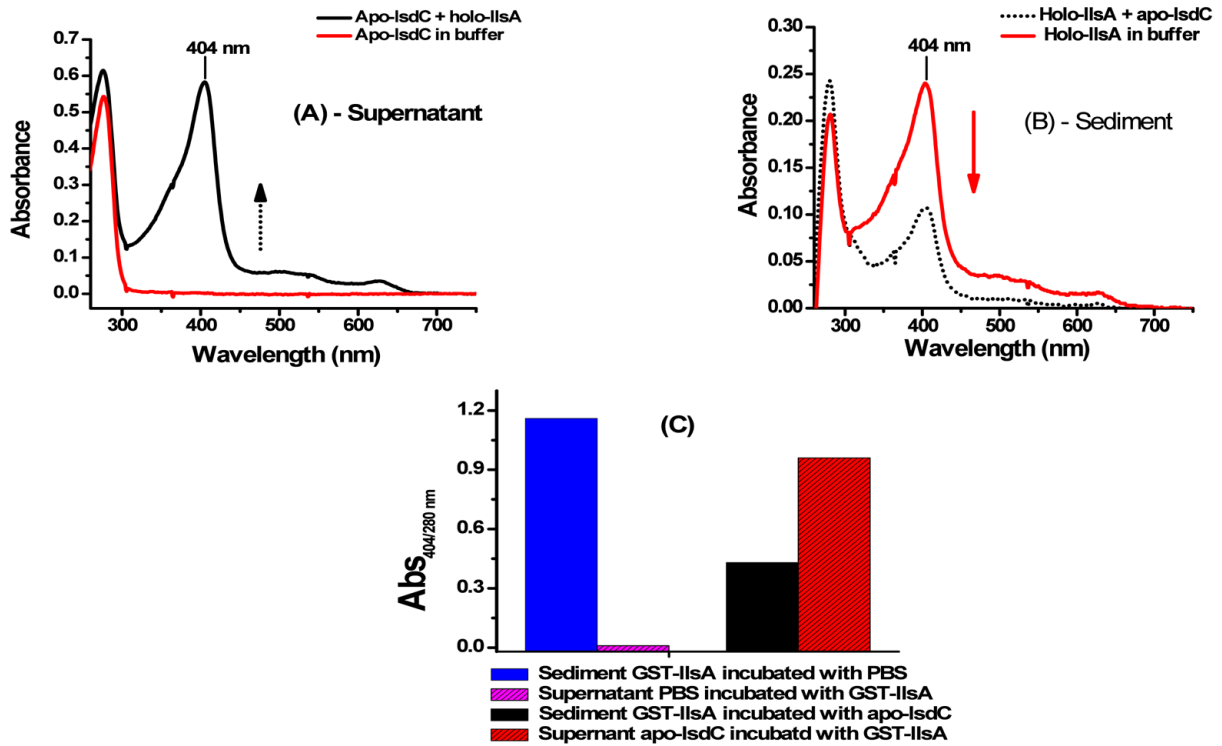 Apo-IsdC + holo-IlsA
Apo-IsdC in buffer
0.7
0.6
0.5
0.4
0.3
0.2
0.1
0.0
Absorbance
404 nm
(A) - Supernatant
300
400
500
600
700
Wavelength (nm)
Holo-IlsA + apo-IsdC
Holo-IlsA in buffer
0.30
0.25
0.20
0.15
0.10
0.05
0.00
Absorbance
404 nm
(B) - Sediment
300
400
500
600
700
Wavelength (nm)
1.2
0.9
0.6
0.3
0.0
Abs404/280 nm
(C)
Sediment GST-IlsA incubated with PBS
Supernatant PBS incubated with GST-IlsA
Sediment GST-IlsA incubated with apo-IsdC
Supernant apo-IsdC incubatd with GST-IlsA